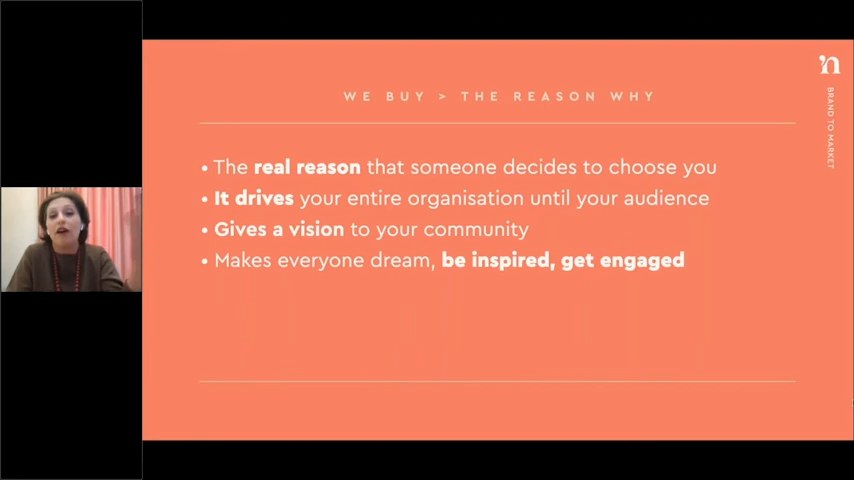 WE BUY > THE REASON WHY
• The real reason that someone decides to choose you
• It drives your entire organisation until your audience
• Gives a vision to your community
• Makes everyone dream, be inspired, get engaged
'n
BRAND TO MARKET